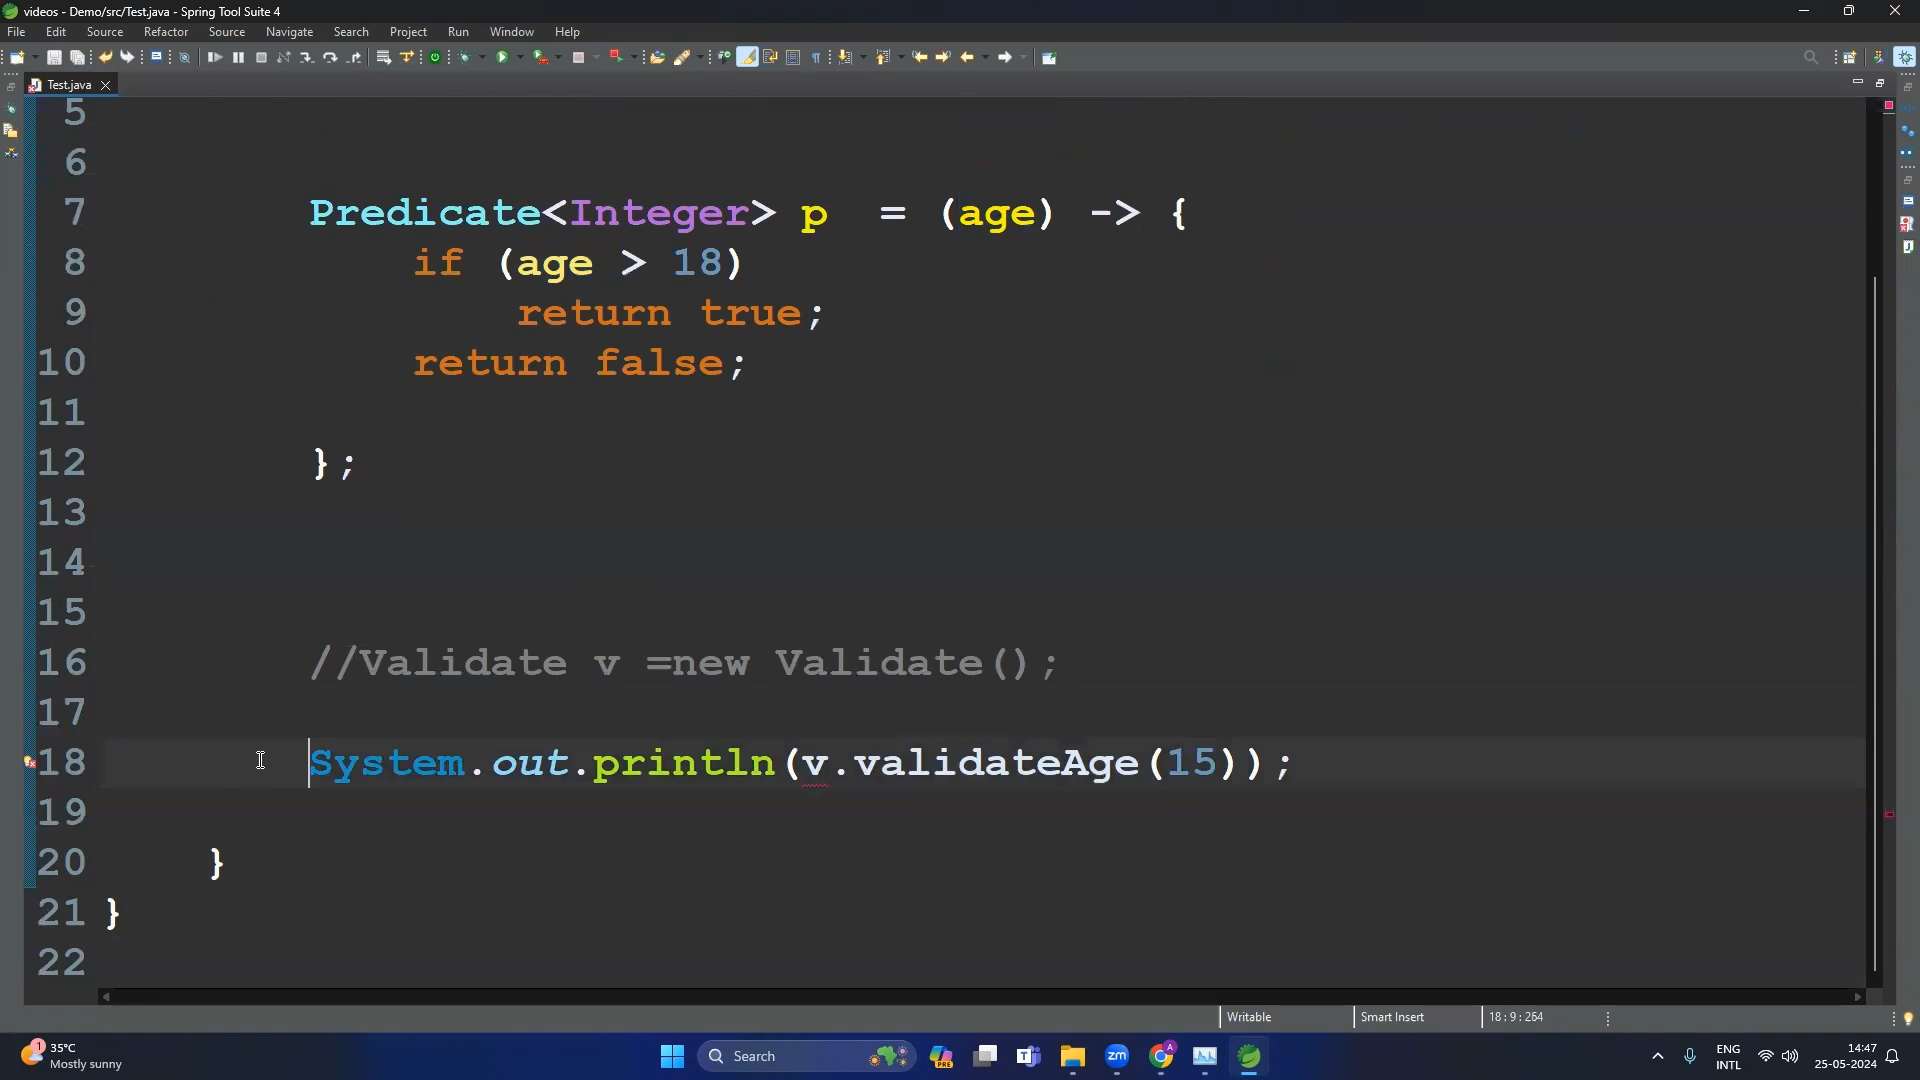 videos - Demo/src/Test.java - Spring Tool Suite 4
File Edit Source Refactor Source Navigate Search Project Run Window Help
Test.java
5
6
7 Predicate<Integer> p = (age) -> {
8 if (age > 18)
9 return true;
10 return false;
11
12 };
13
14
15
16 //Validate v =new Validate();
17
18 System.out.println(v.validateAge(15));
19
20 }
21 }
22
Writable Smart Insert 18 : 9 : 264
1 35°C
Mostly sunny
Search
PRE
zm
A
ENG
INTL
14:47
25-05-2024